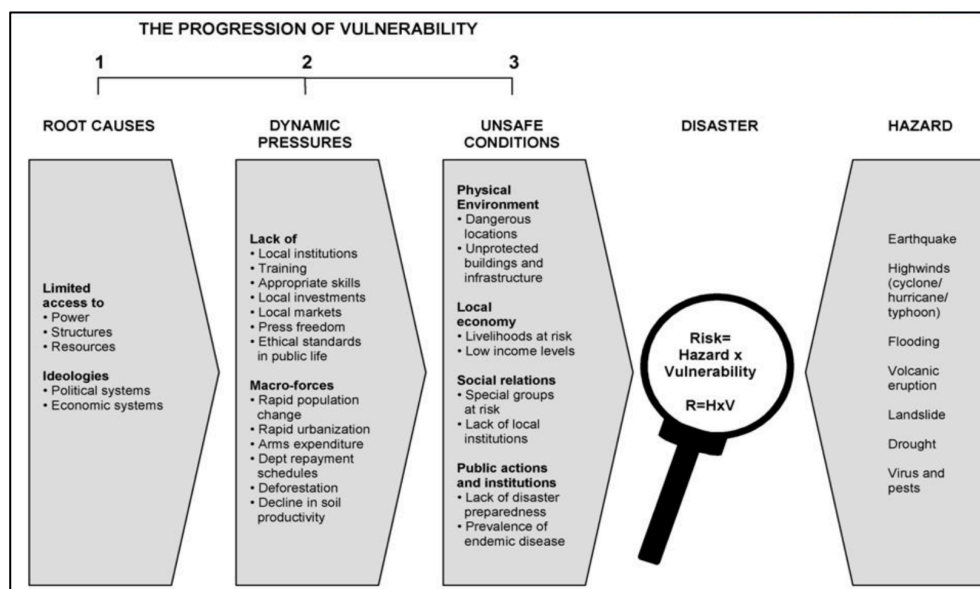 THE PROGRESSION OF VULNERABILITY
1
2
3
ROOT CAUSES
Limited
access to
• Power
• Structures
• Resources
Ideologies
• Political systems
• Economic systems
DYNAMIC
PRESSURES
Lack of
• Local institutions
• Training
• Appropriate skills
• Local investments
• Local markets
• Press freedom
• Ethical standards
in public life
Macro-forces
• Rapid population
change
• Rapid urbanization
• Arms expenditure
• Dept repayment
schedules
• Deforestation
• Decline in soil
productivity
UNSAFE
CONDITIONS
Physical
Environment
• Dangerous
locations
• Unprotected
buildings and
infrastructure
Local
economy
• Livelihoods at risk
• Low income levels
Social relations
• Special groups
at risk
• Lack of local
institutions
Public actions
and institutions
• Lack of disaster
preparedness
• Prevalence of
endemic disease
DISASTER
Risk=
Hazard x
Vulnerability
R=HxV
HAZARD
Earthquake
Highwinds
(cyclone/
hurricane/
typhoon)
Flooding
Volcanic
eruption
Landslide
Drought
Virus and
pests